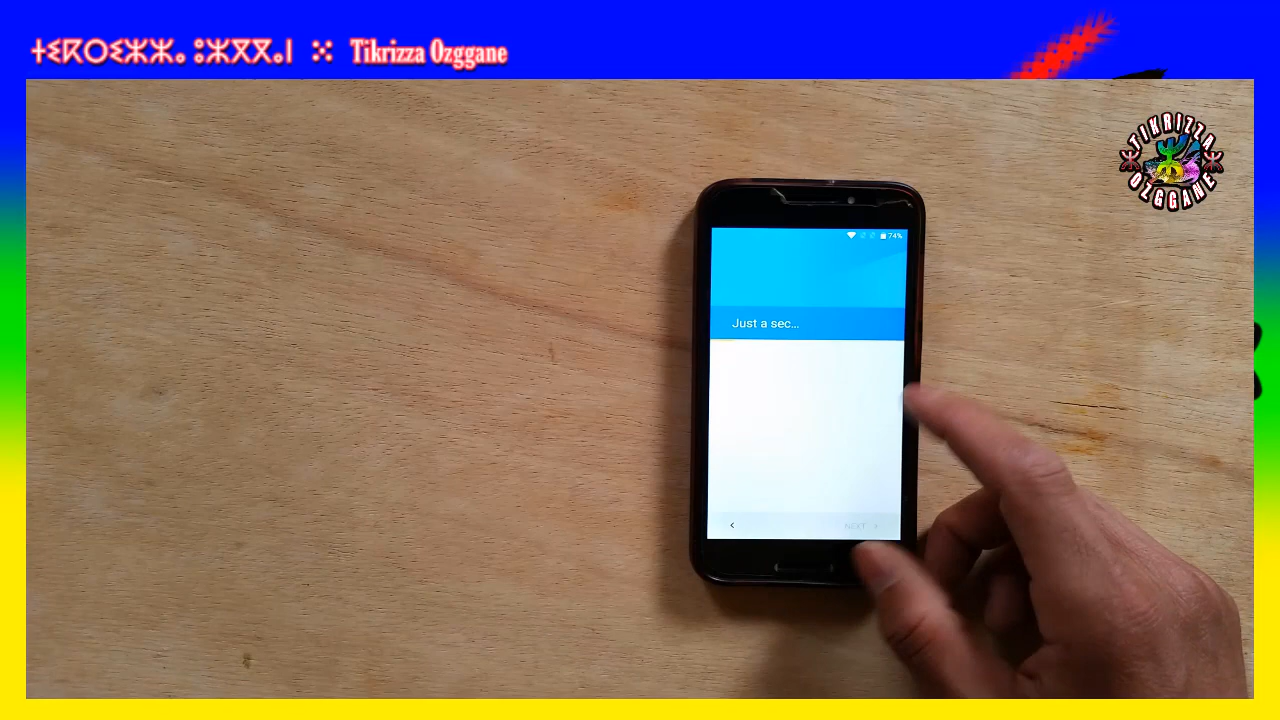 ⵜⵉⴽⵔⵉⵣⵣⴰ ⵓⵣⴳⴳⴰⵏ ⁙ Tikrizza Ozggane
TIKRIZZA
OZGGANE
74%
Just a sec...
NEXT